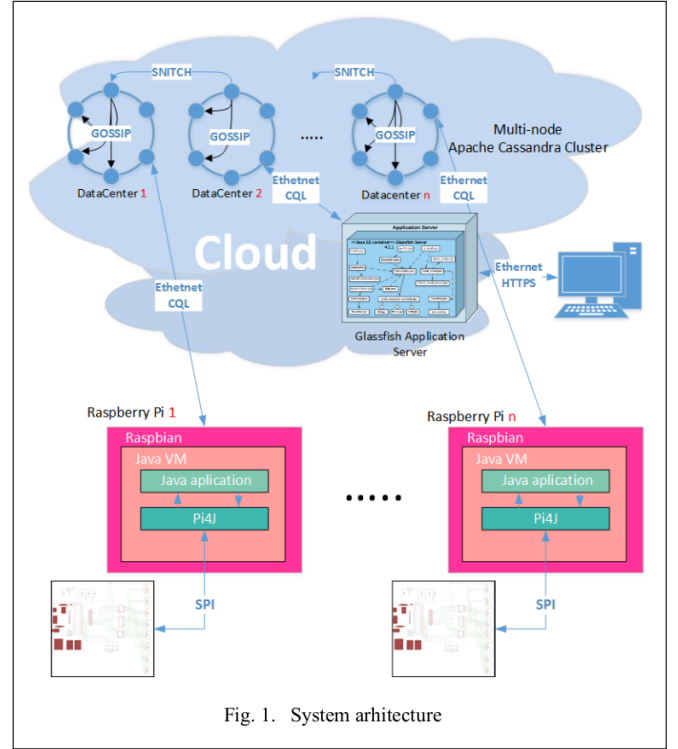 SNITCH
SNITCH
GOSSIP
GOSSIP
.....
GOSSIP
Multi-node
Apache Cassandra Cluster
DataCenter 1
DataCenter 2
Datacenter n
Ethetnet
CQL
Ethernet
CQL
Cloud
Application Server
Ethetnet
CQL
Ethernet
HTTPS
Glassfish Application
Server
Raspberry Pi 1
Raspberry Pi n
Raspbian
Java VM
Java aplication
Pi4J
SPI
.....
Raspbian
Java VM
Java aplication
Pi4J
SPI
Fig. 1. System arhitecture